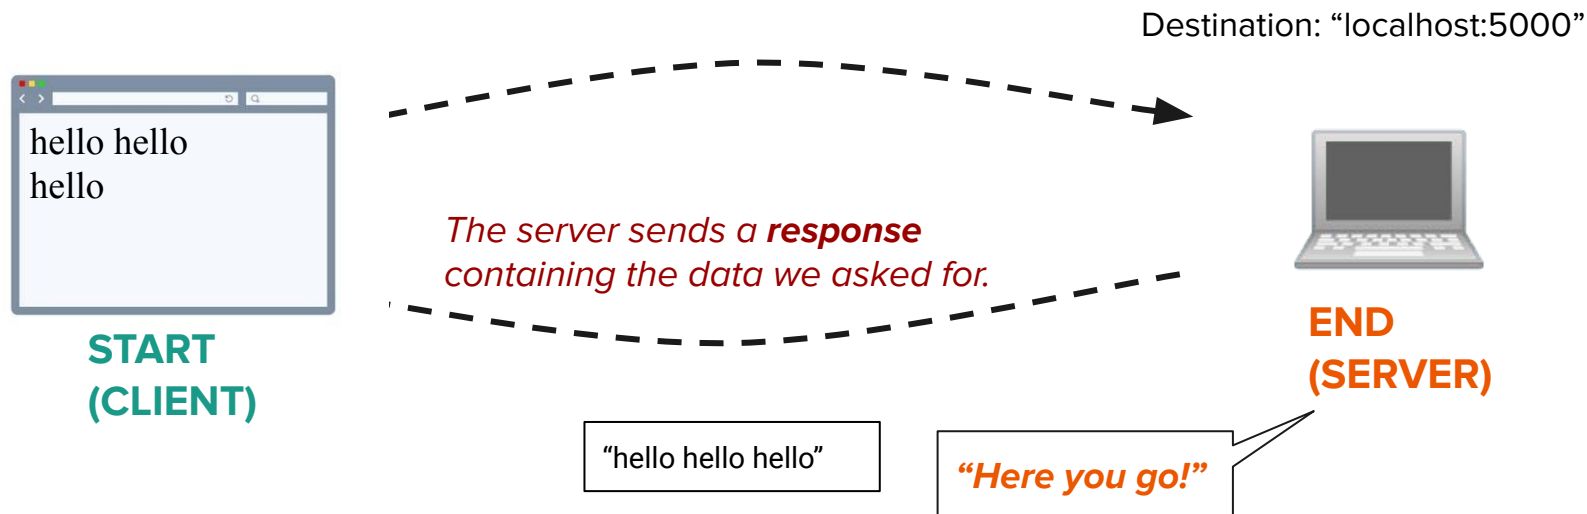 Destination: “localhost:5000”
hello hello
hello
The server sends a response
containing the data we asked for.
START
(CLIENT)
END
(SERVER)
“hello hello hello”
“Here you go!”